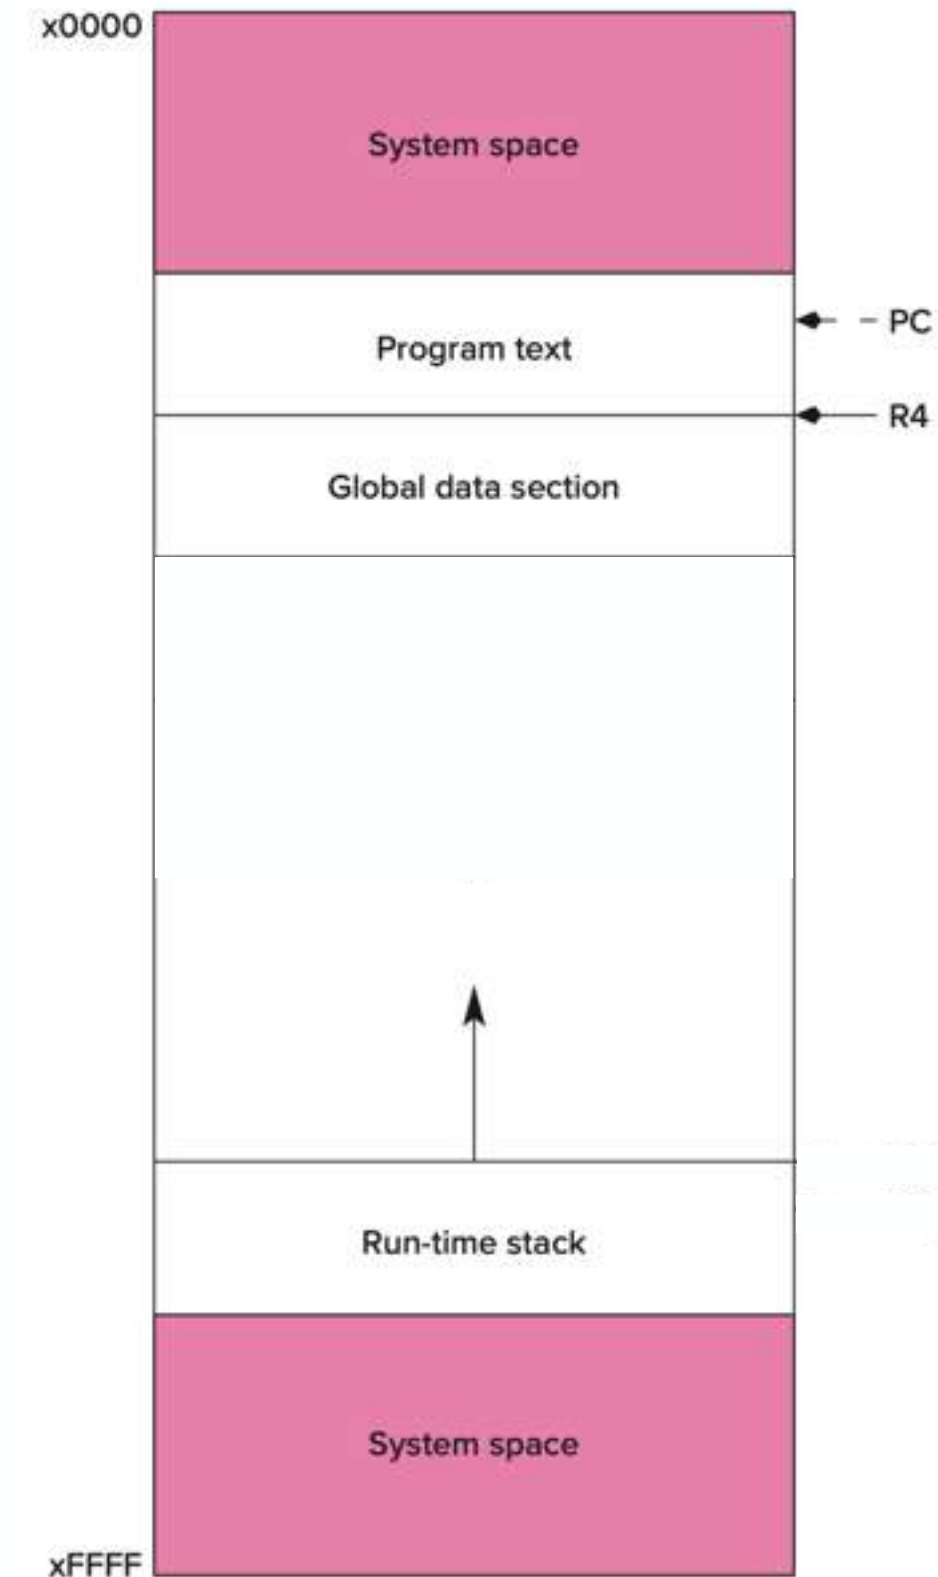 x0000
System space
PC
Program text
R4
Global data section
Run-time stack
System space
xFFFF